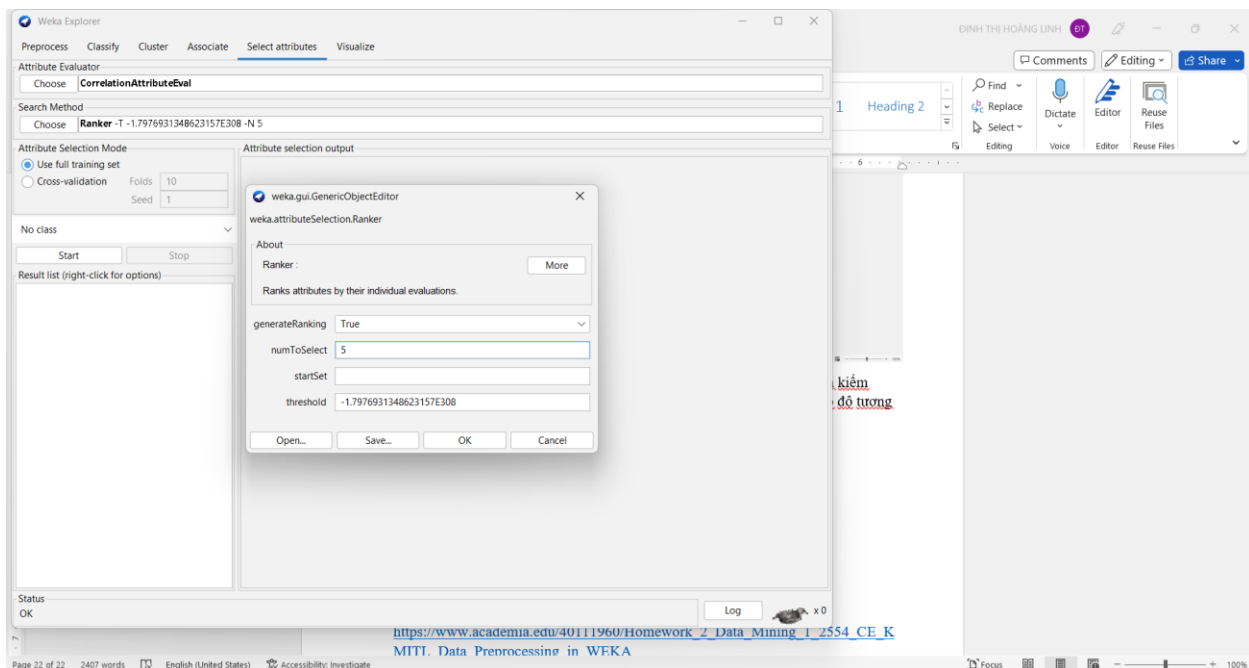 Weka Explorer
Preprocess Classify Cluster Associate Select attributes Visualize
Attribute Evaluator
Choose CorrelationAttributeEval
Search Method
Choose Ranker -T -1.7976931348623157E308 -N 5
Attribute Selection Mode
Use full training set
Cross-validation Folds 10
Seed 1
No class
Start Stop
Result list (right-click for options)
Attribute selection output
weka.gui.GenericObjectEditor
weka.attributeSelection.Ranker
About
Ranker :
More
Ranks attributes by their individual evaluations.
generateRanking True
numToSelect 5
startSet
threshold -1.7976931348623157E308
Open... Save... OK Cancel
Status
OK
Log
x 0
ĐINH THỊ HOÀNG LINH ĐT
Comments Editing Share
1 Heading 2
Find
Replace
Select
Editing
Dictate
Voice
Editor
Editor
Reuse
Files
Reuse Files
6
kiếm
độ tương
https://www.academia.edu/40111960/Homework_2_Data_Mining_1_2554_CE_K
MITL_Data_Preprocessing_in_WEKA
Page 22 of 22 2407 words English (United States) Accessibility: Investigate Focus 100%